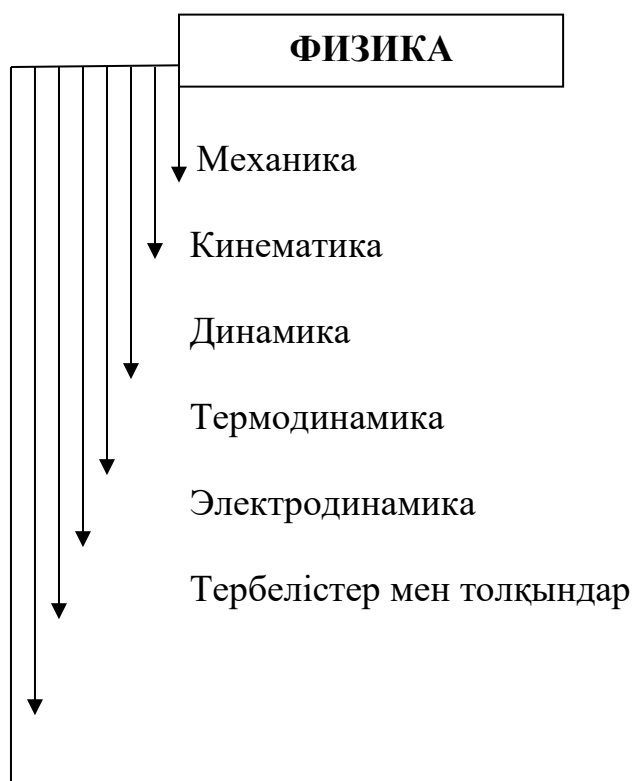 ФИЗИКА
Механика
Кинематика
Динамика
Термодинамика
Электродинамика
Тербелістер мен толқындар